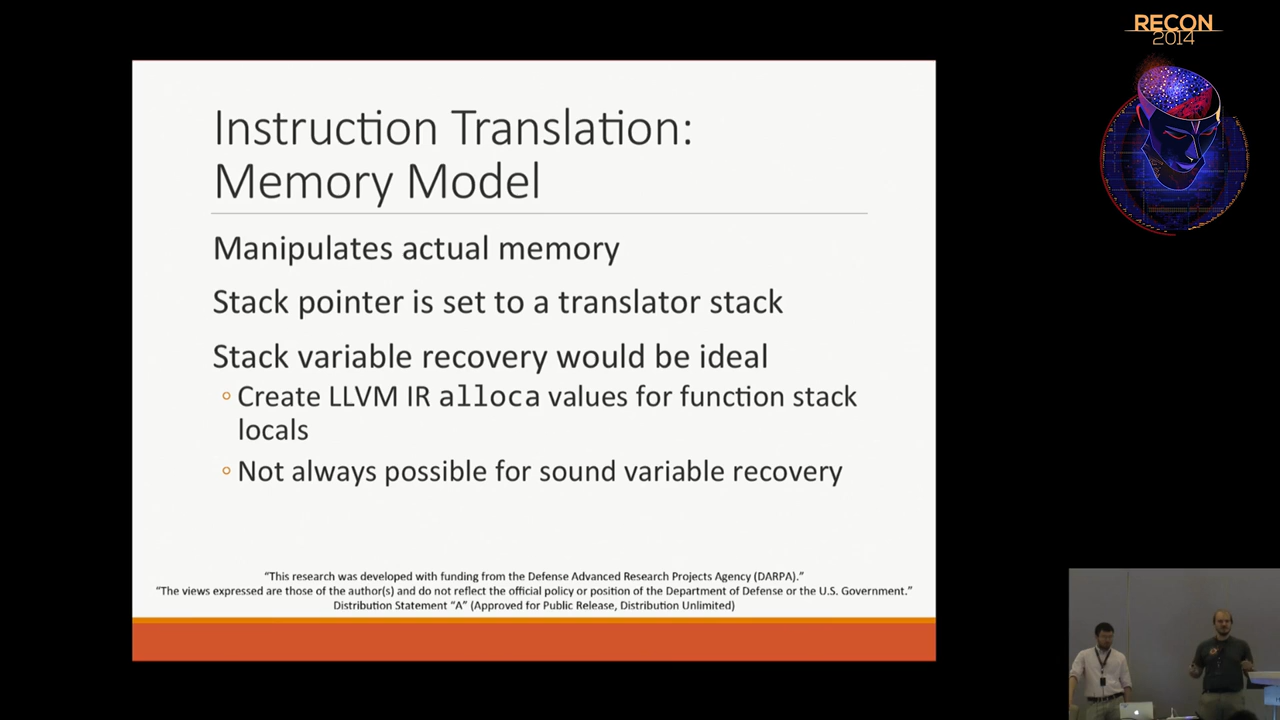 RECON
2014
Instruction Translation:
Memory Model
Manipulates actual memory
Stack pointer is set to a translator stack
Stack variable recovery would be ideal
Create LLVM IR alloca values for function stack
locals
Not always possible for sound variable recovery
“This research was developed with funding from the Defense Advanced Research Projects Agency (DARPA).”
“The views expressed are those of the author(s) and do not reflect the official policy or position of the Department of Defense or the U.S. Government.”
Distribution Statement “A” (Approved for Public Release, Distribution Unlimited)